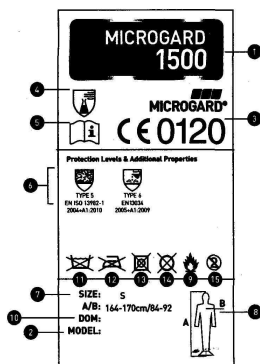 MICROGARD
1500
1
4
MICROGARD®
5
i
CE 0120
3
Protection Levels & Additional Properties
6
TYPE 5
EN ISO 13982-1
2004+A1:2010
TYPE 6
EN13034
2005+A1:2009
11
12
13
14
9
15
7
SIZE: S
A/B: 164-170cm/84-92
10
DOM:
2
MODEL:
A
B
8